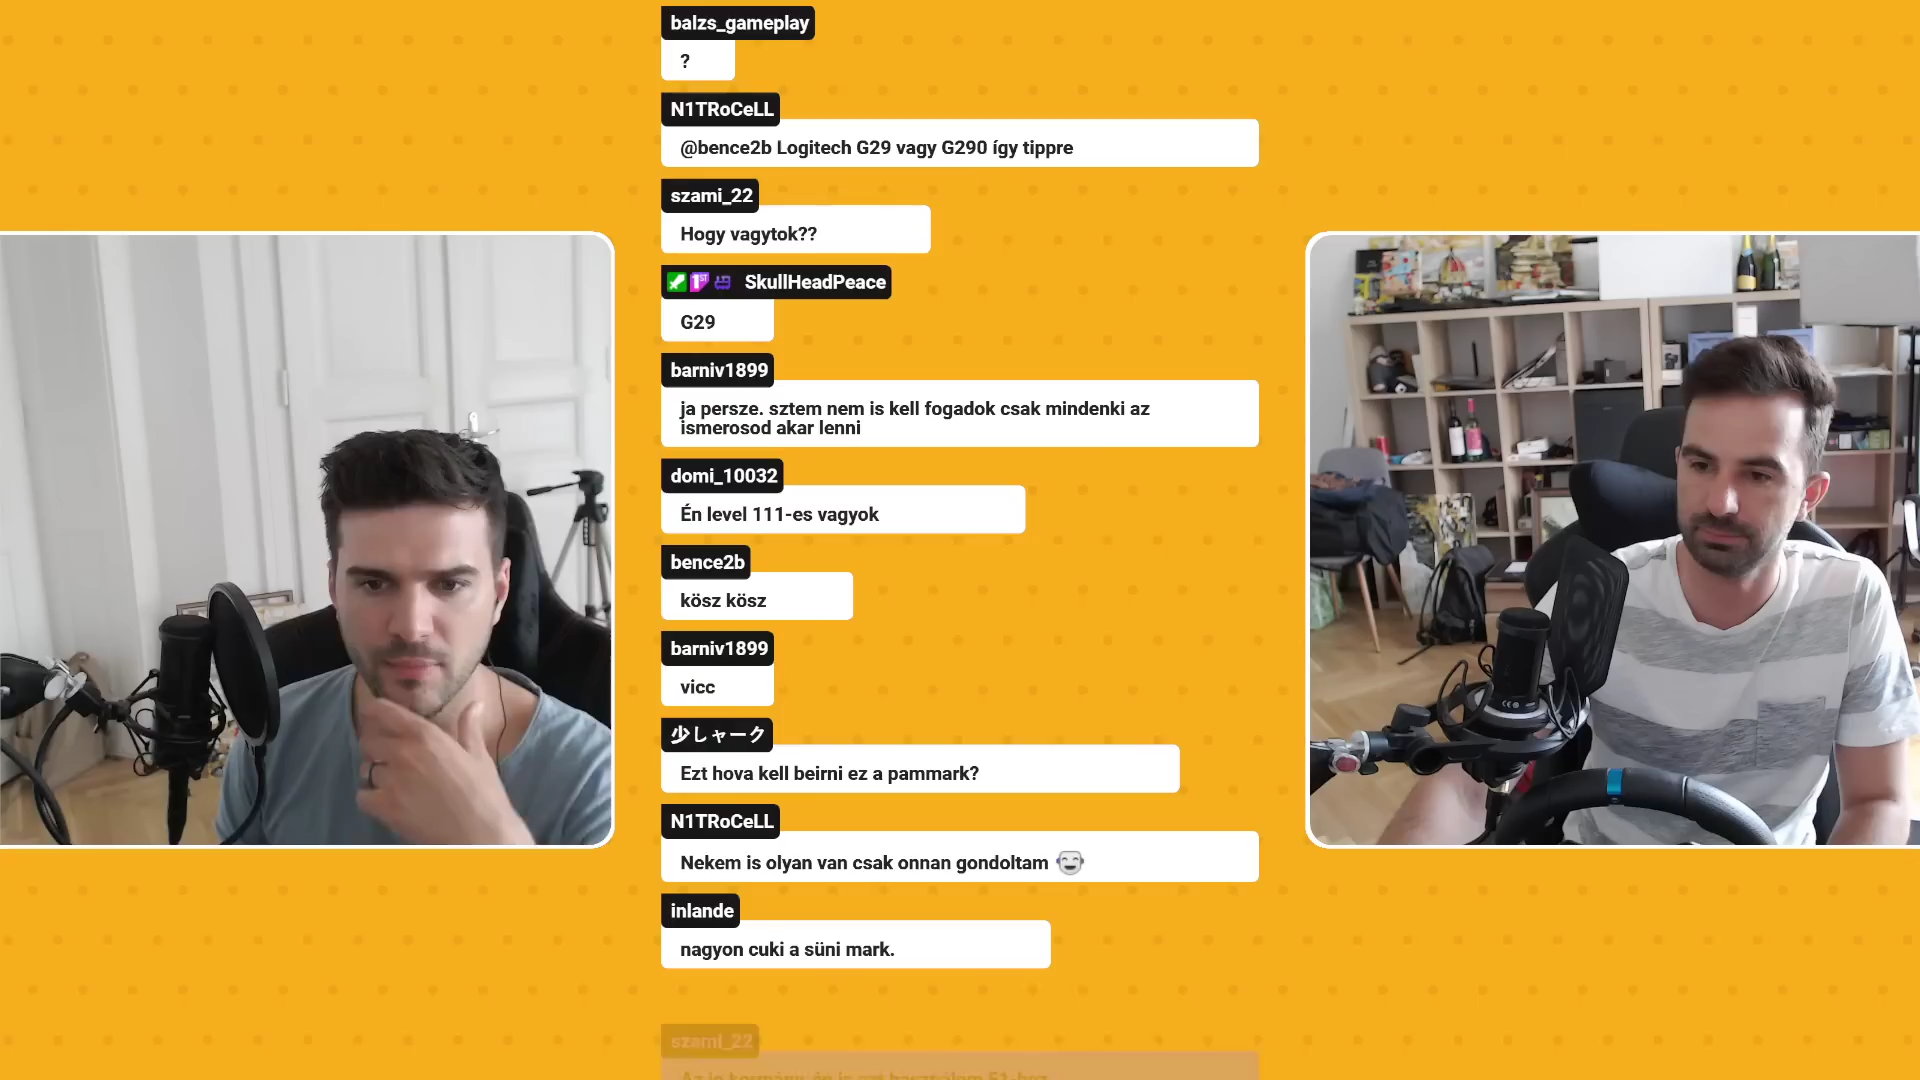 balzs_gameplay
?
N1TRoCeLL
@bence2b Logitech G29 vagy G290 így tippre
szami_22
Hogy vagytok??
1ST SkullHeadPeace
G29
barniv1899
ja persze. sztem nem is kell fogadok csak mindenki az
ismerosod akar lenni
domi_10032
Én level 111-es vagyok
bence2b
kösz kösz
barniv1899
vicc
少しャーク
Ezt hova kell beirni ez a pammark?
N1TRoCeLL
Nekem is olyan van csak onnan gondoltam
inlande
nagyon cuki a süni mark.
szami_22